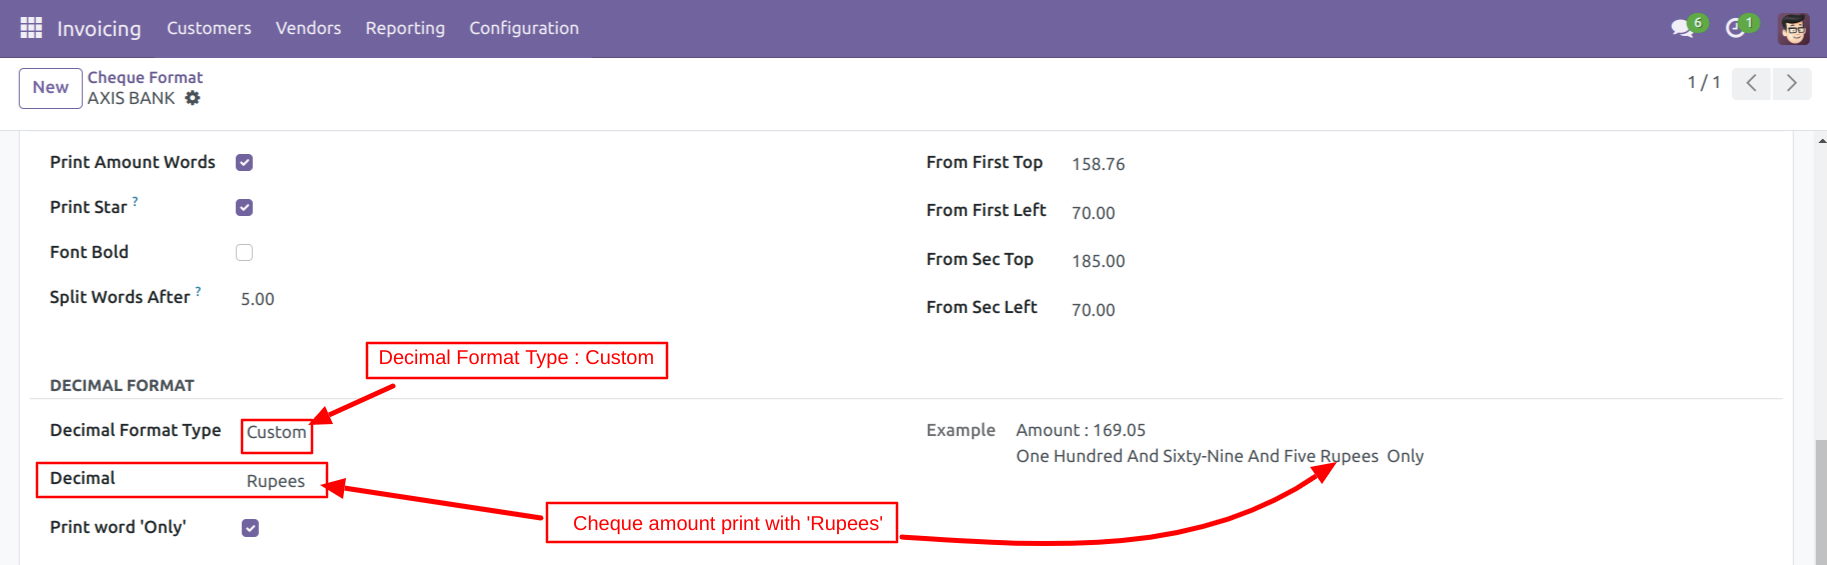 Invoicing Customers Vendors Reporting Configuration 6 1
New Cheque Format
AXIS BANK
1 / 1
Print Amount Words
From First Top 158.76
Print Star ?
From First Left 70.00
Font Bold
From Sec Top 185.00
Split Words After ? 5.00
From Sec Left 70.00
Decimal Format Type : Custom
DECIMAL FORMAT
Decimal Format Type Custom
Example Amount : 169.05
One Hundred And Sixty-Nine And Five Rupees Only
Decimal Rupees
Cheque amount print with 'Rupees'
Print word 'Only'